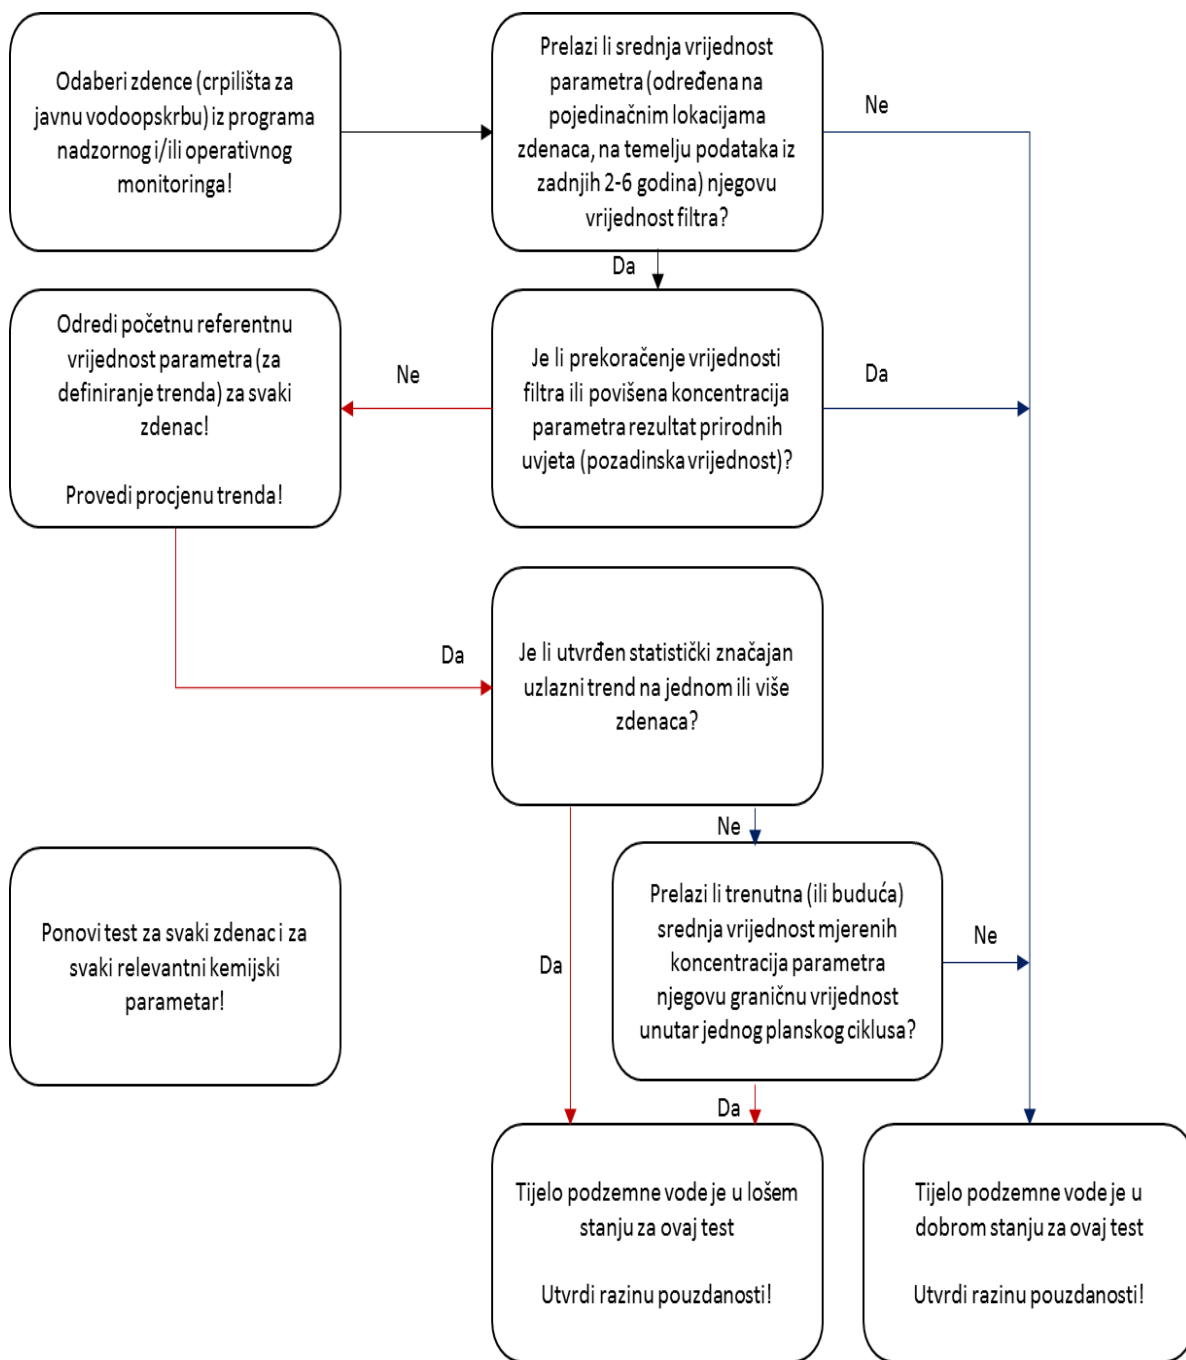 Odaberi zdence (crpilišta za
javnu vodoopskrbu) iz programa
nadzornog i/ili operativnog
monitoringa!
Prelazi li srednja vrijednost
parametra (određena na
pojedinačnim lokacijama
zdenaca, na temelju podataka iz
zadnjih 2-6 godina) njegovu
vrijednost filtra?
Ne
Da
Odredi početnu referentnu
vrijednost parametra (za
definiranje trenda) za svaki
zdenac!
Provedi procjenu trenda!
Ne
Je li prekoračenje vrijednosti
filtra ili povišena koncentracija
parametra rezultat prirodnih
uvjeta (pozadinska vrijednost)?
Da
Da
Je li utvrđen statistički značajan
uzlazni trend na jednom ili više
zdenaca?
Ne
Ponovi test za svaki zdenac i za
svaki relevantni kemijski
parametar!
Da
Prelazi li trenutna (ili buduća)
srednja vrijednost mjerenih
koncentracija parametra
njegovu graničnu vrijednost
unutar jednog planskog ciklusa?
Ne
Da
Tijelo podzemne vode je u lošem
stanju za ovaj test
Utvrdi razinu pouzdanosti!
Tijelo podzemne vode je u
dobrom stanju za ovaj test
Utvrdi razinu pouzdanosti!